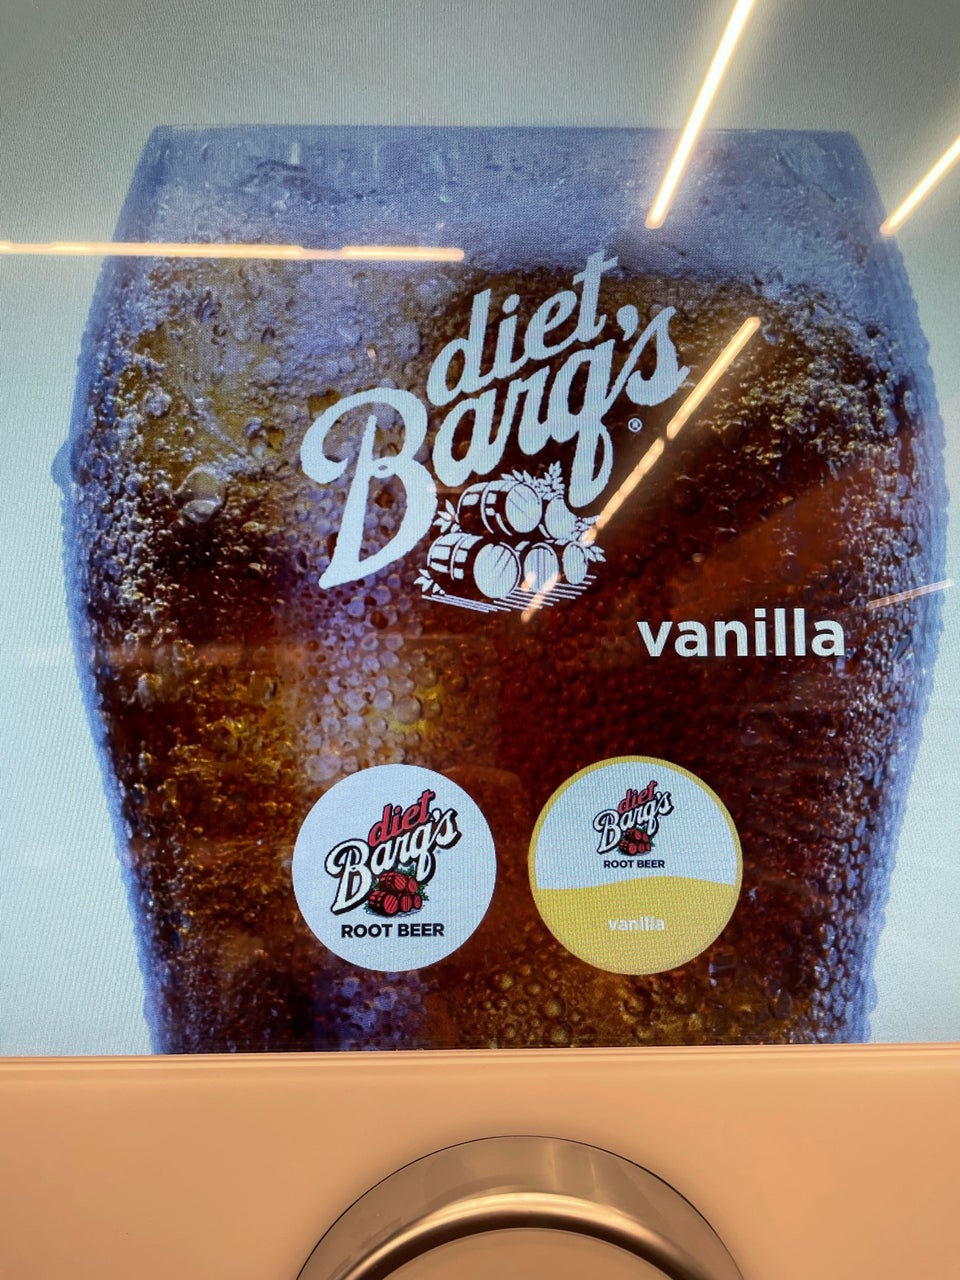 diet
Barq's
®
vanilla
diet
Barq's
ROOT BEER
diet
Barq's
ROOT BEER
vanilla